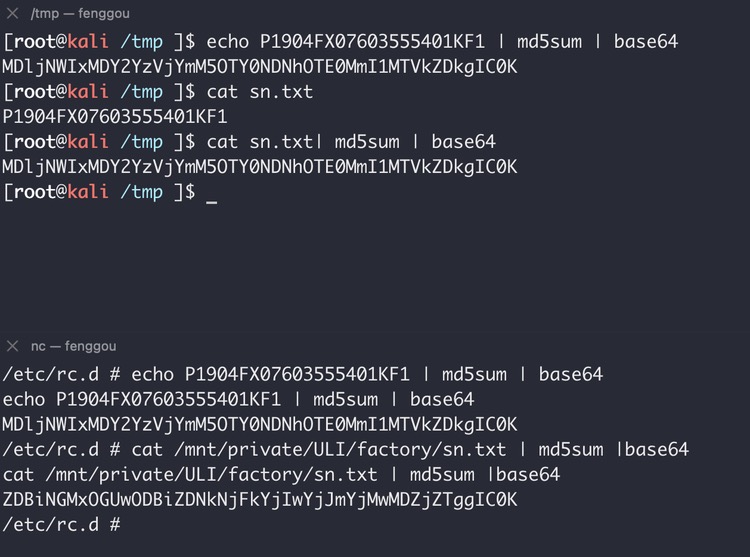 /tmp — fenggou
[root@kali /tmp ]$ echo P1904FX07603555401KF1 | md5sum | base64
MDljNWIxMDY2YzVjYmM5OTY0NDNhOTE0MmI1MTVkZDkgIC0K
[root@kali /tmp ]$ cat sn.txt
P1904FX07603555401KF1
[root@kali /tmp ]$ cat sn.txt| md5sum | base64
MDljNWIxMDY2YzVjYmM5OTY0NDNhOTE0MmI1MTVkZDkgIC0K
[root@kali /tmp ]$ _
nc — fenggou
/etc/rc.d # echo P1904FX07603555401KF1 | md5sum | base64
echo P1904FX07603555401KF1 | md5sum | base64
MDljNWIxMDY2YzVjYmM5OTY0NDNhOTE0MmI1MTVkZDkgIC0K
/etc/rc.d # cat /mnt/private/ULI/factory/sn.txt | md5sum |base64
cat /mnt/private/ULI/factory/sn.txt | md5sum |base64
ZDBiNGMxOGUwODBiZDNkNjFkYjIwYjJmYjMwMDZjZTggIC0K
/etc/rc.d #